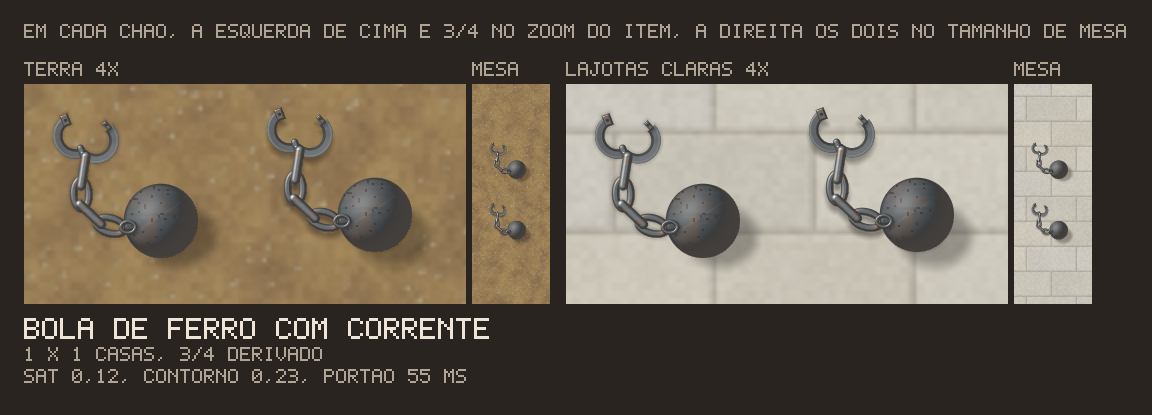 EM CADA CHAO, A ESQUERDA DE CIMA E 3/4 NO ZOOM DO ITEM, A DIREITA OS DOIS NO TAMANHO DE MESA
TERRA 4X
MESA
LAJOTAS CLARAS 4X
MESA
BOLA DE FERRO COM CORRENTE
1 X 1 CASAS, 3/4 DERIVADO
SAT 0,12, CONTORNO 0,23, PORTAO 55 MS